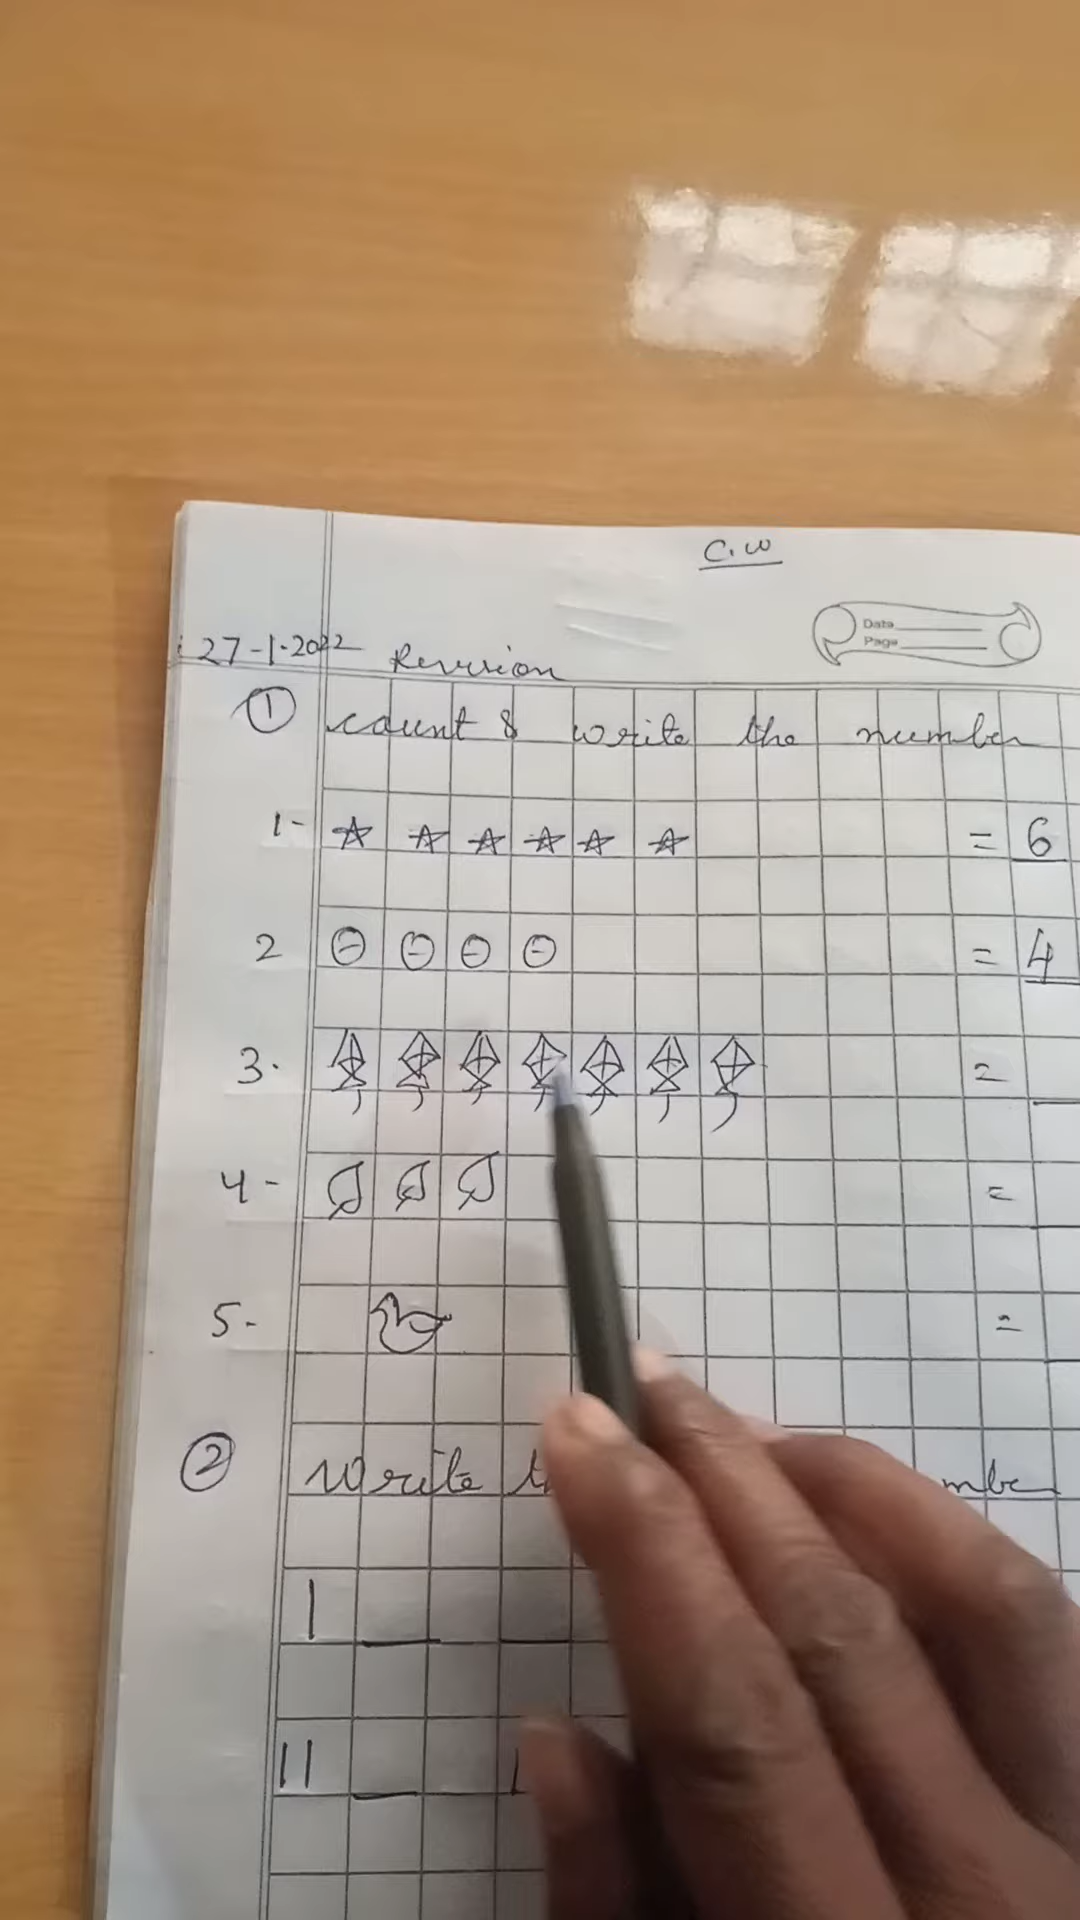 C.W
Date
Page
27-1-2022 Revision
① count & write the number
1- = 6
2 = 4
3. =
4- =
5- =
② Write
1
11